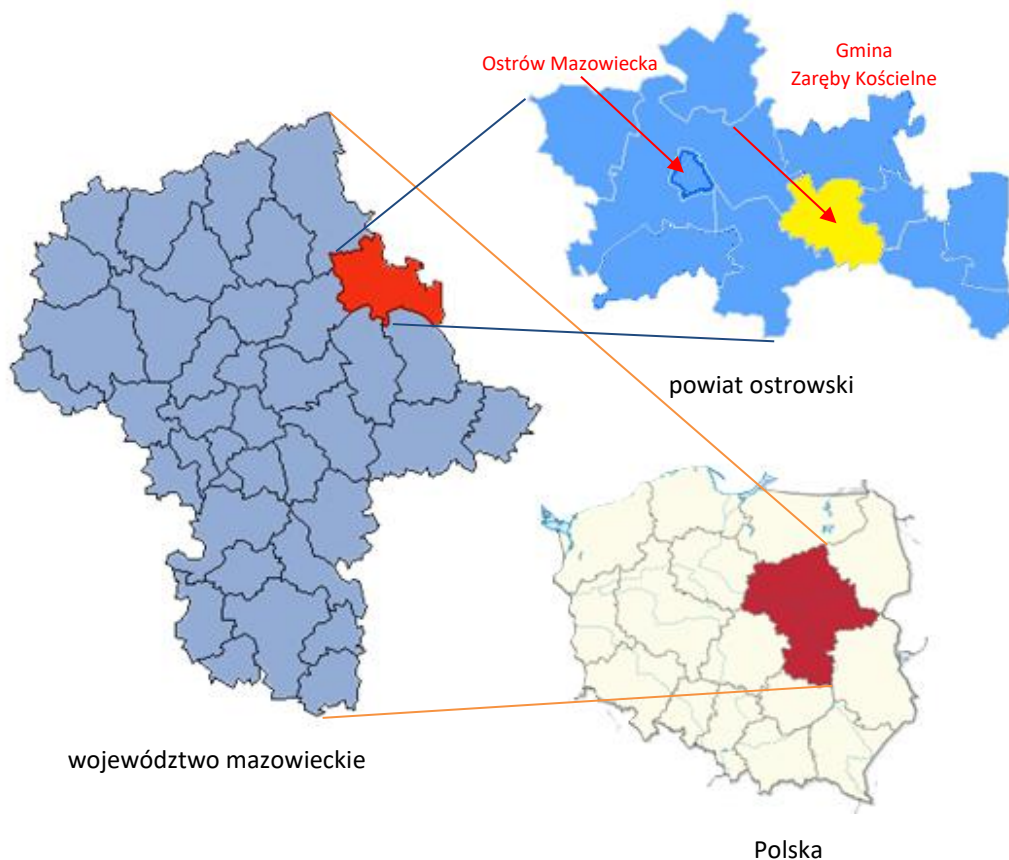 Ostrów Mazowiecka
Gmina
Zaręby Kościelne
powiat ostrowski
województwo mazowieckie
Polska